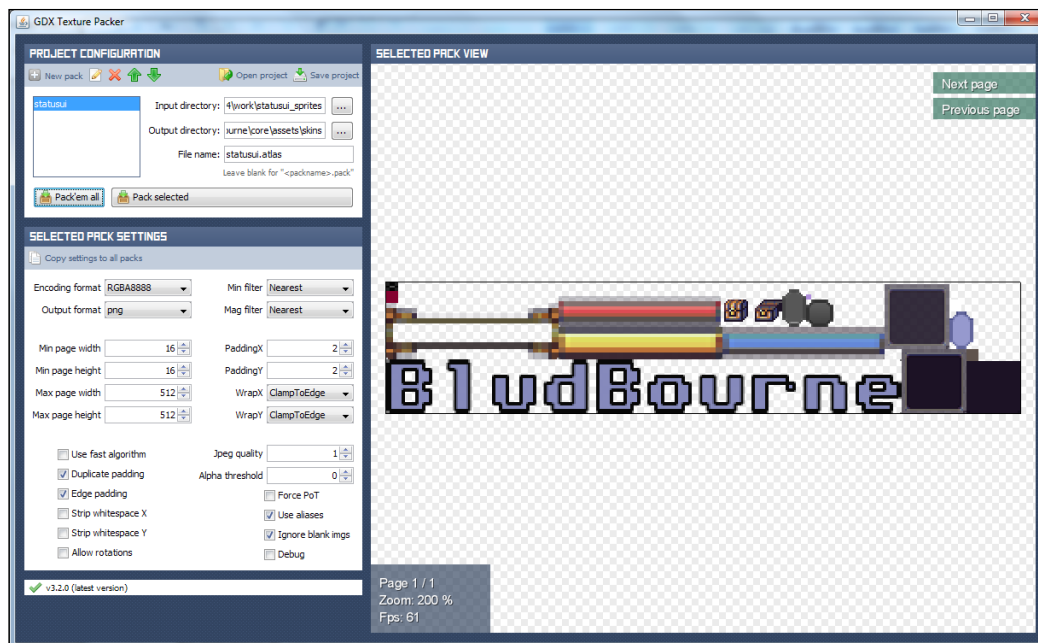 GDX Texture Packer
PROJECT CONFIGURATION
New pack
Open project
Save project
statusui
Input directory: 4\work\statusui_sprites ...
Output directory: ourne\core\assets\skins ...
File name: statusui.atlas
Leave blank for "<packname>.pack"
Pack'em all
Pack selected
SELECTED PACK SETTINGS
Copy settings to all packs
Encoding format RGBA8888
Min filter Nearest
Output format png
Mag filter Nearest
Min page width 16
PaddingX 2
Min page height 16
PaddingY 2
Max page width 512
WrapX ClampToEdge
Max page height 512
WrapY ClampToEdge
Use fast algorithm
Jpeg quality 1
Duplicate padding
Alpha threshold 0
Edge padding
Force PoT
Strip whitespace X
Use aliases
Strip whitespace Y
Ignore blank imgs
Allow rotations
Debug
v3.2.0 (latest version)
SELECTED PACK VIEW
Next page
Previous page
BludBourne
Page 1 / 1
Zoom: 200 %
Fps: 61